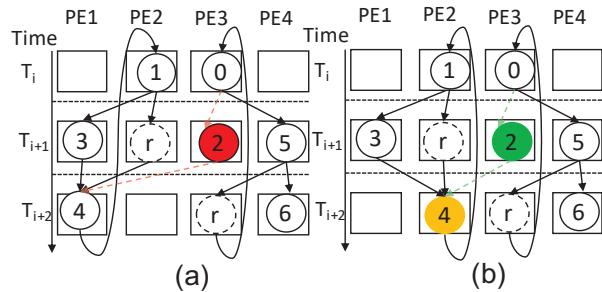 PE1 PE2 PE3 PE4 PE1 PE2 PE3 PE4
Time Time
Ti 1 0 Ti 1 0
Ti+1 3 r 2 5 Ti+1 3 r 2 5
Ti+2 4 r 6 Ti+2 4 r 6
(a) (b)